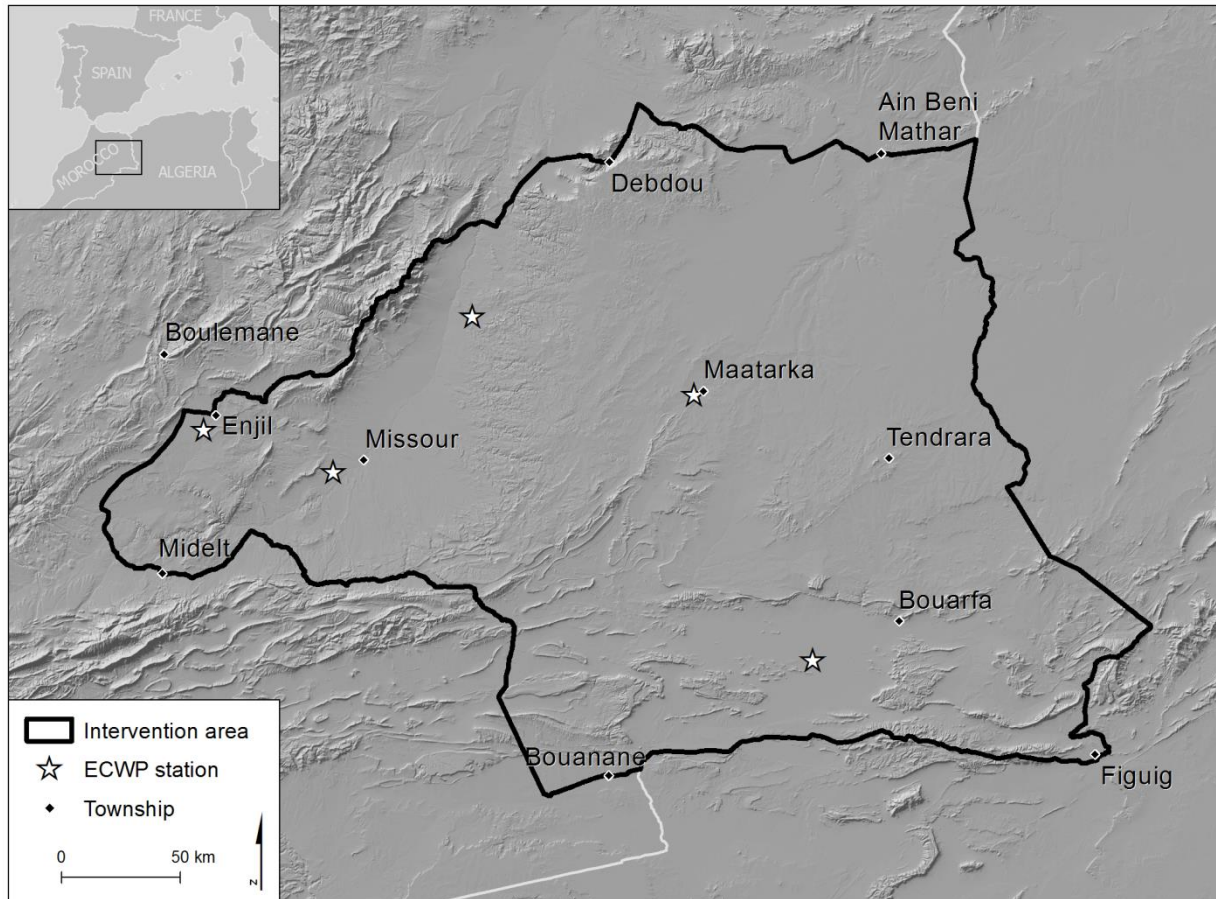 FRANCE
SPAIN
MOROCCO
ALGERIA
Ain Beni
Mathar
Debdou
Boulemane
Maatarka
Enjil
Missour
Tendrara
Midelt
Bouarfa
Bouanane
Figuig
Intervention area
ECWP station
Township
0 50 km
N